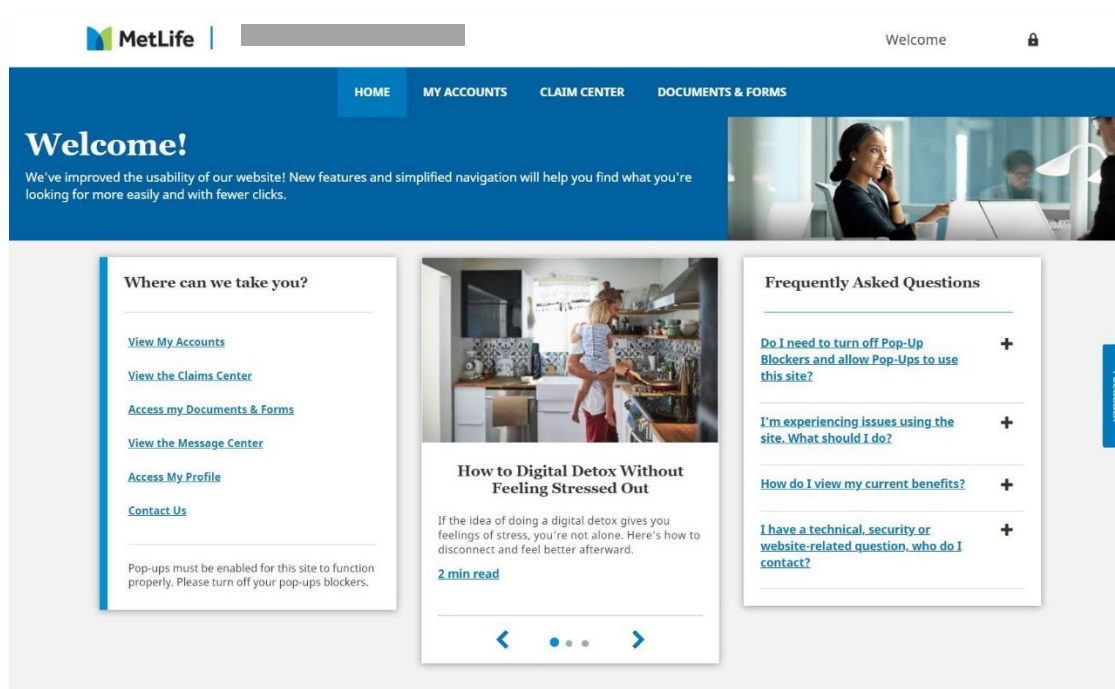 MetLife
Welcome
HOME
MY ACCOUNTS
CLAIM CENTER
DOCUMENTS & FORMS
Welcome!
We've improved the usability of our website! New features and simplified navigation will help you find what you're
looking for more easily and with fewer clicks.
Where can we take you?
View My Accounts
View the Claims Center
Access my Documents & Forms
View the Message Center
Access My Profile
Contact Us
Pop-ups must be enabled for this site to function
properly. Please turn off your pop-ups blockers.
How to Digital Detox Without
Feeling Stressed Out
If the idea of doing a digital detox gives you
feelings of stress, you're not alone. Here's how to
disconnect and feel better afterward.
2 min read
Frequently Asked Questions
Do I need to turn off Pop-Up
Blockers and allow Pop-Ups to use
this site?
I'm experiencing issues using the
site. What should I do?
How do I view my current benefits?
I have a technical, security or
website-related question, who do I
contact?